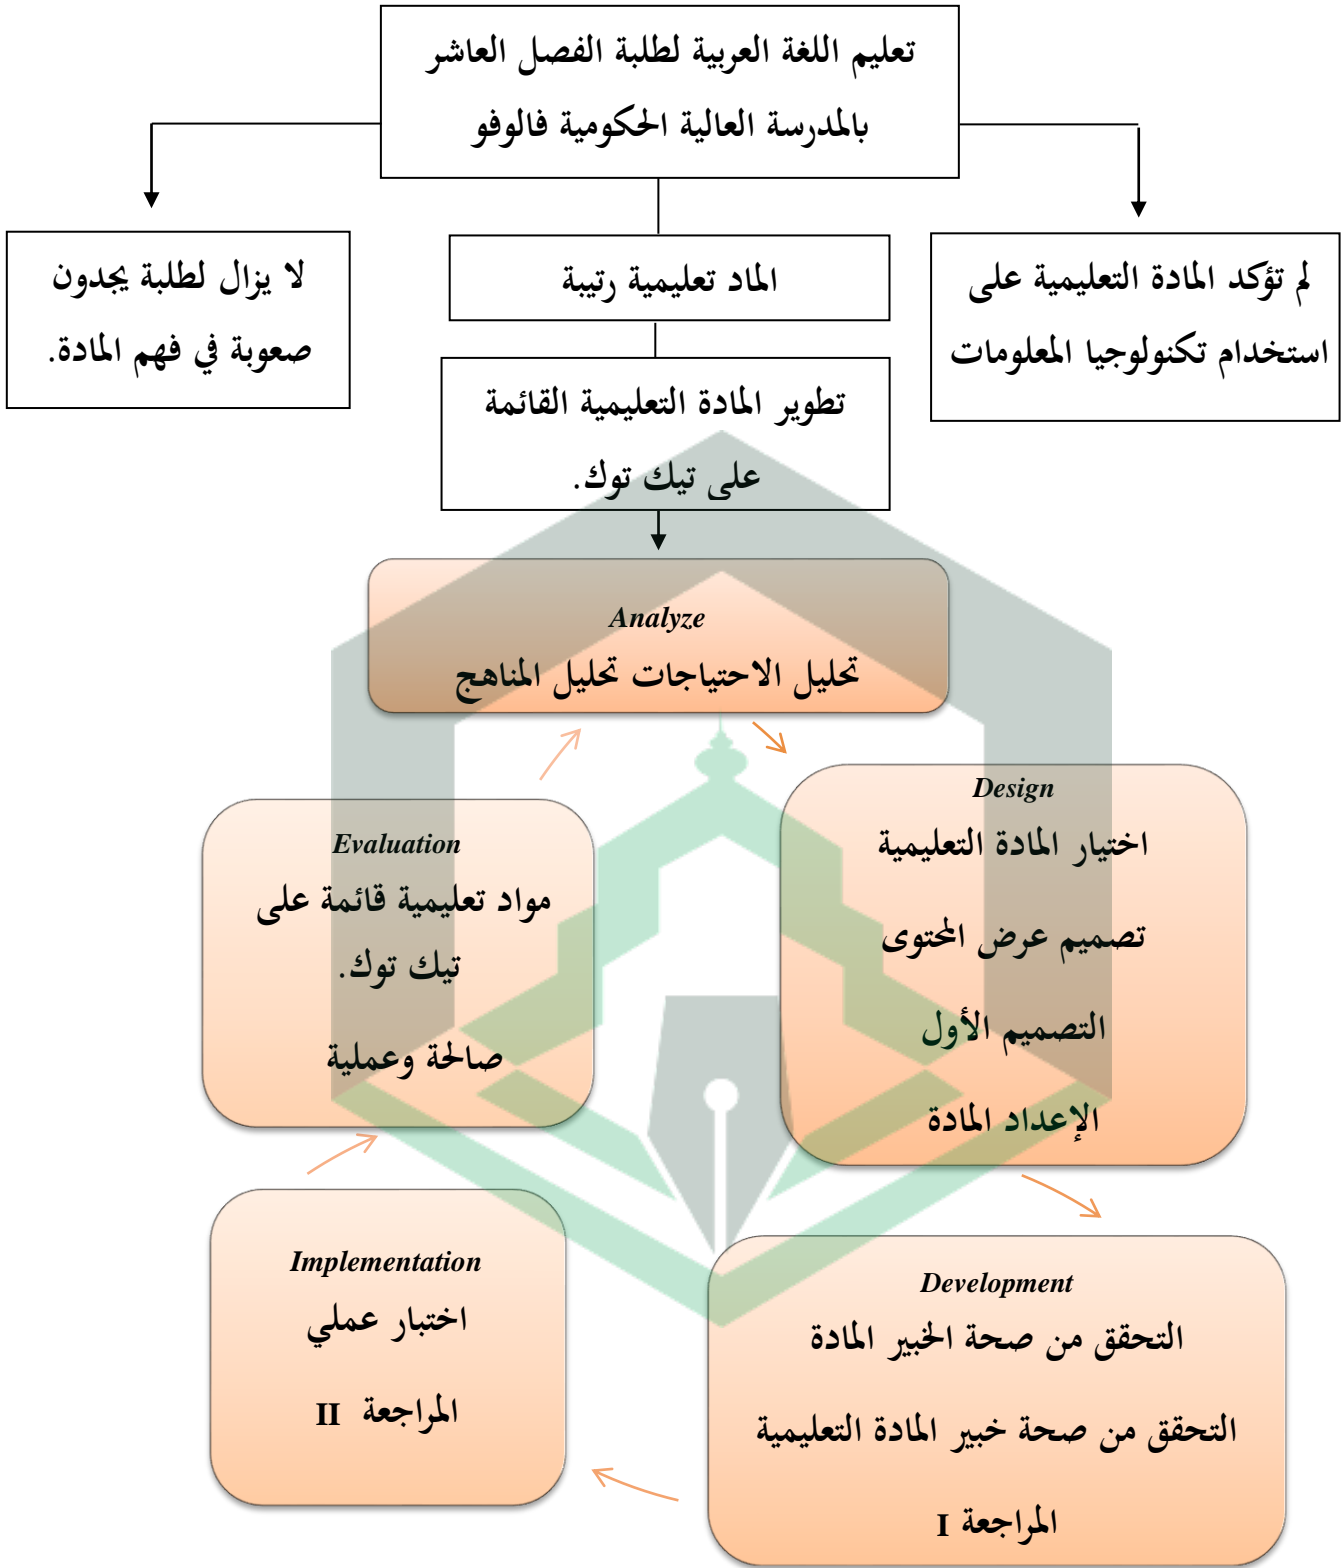 تعليم اللغة العربية لطلبة الفصل العاشر
بالمدرسة العالية الحكومية فالوفو
لم تؤكد المادة التعليمية على
استخدام تكنولوجيا المعلومات
الماد تعليمية رتيبة
لا يزال لطلبة يجدون
صعوبة في فهم المادة.
تطوير المادة التعليمية القائمة
على تيك توك.
Analyze
تحليل الاحتياجات تحليل المناهج
Design
اختيار المادة التعليمية
تصميم عرض المحتوى
التصميم الأول
الإعداد المادة
Development
التحقق من صحة الخبير المادة
التحقق من صحة خبير المادة التعليمية
المراجعة I
Implementation
اختبار عملي
المراجعة II
Evaluation
مواد تعليمية قائمة على
تيك توك.
صالحة وعملية